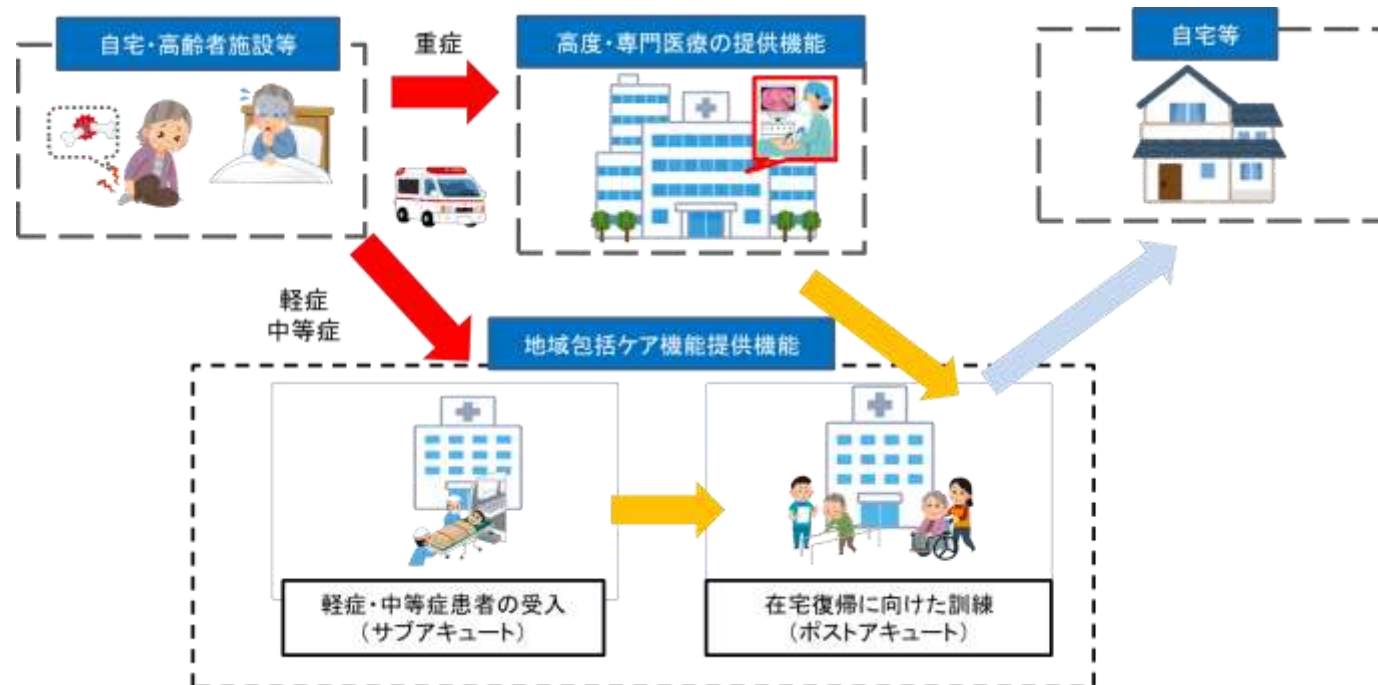 自宅・高齢者施設等
重症
高度・専門医療の提供機能
自宅等
軽症
中等症
地域包括ケア機能提供機能
軽症・中等症患者の受入
(サブアキュート)
在宅復帰に向けた訓練
(ポストアキュート)